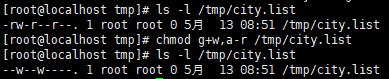 [root@localhost tmp]# ls -l /tmp/city.list
-rw-r--r--. 1 root root 0 5月  13 08:51 /tmp/city.list
[root@localhost tmp]# chmod g+w,a-r /tmp/city.list
[root@localhost tmp]# ls -l /tmp/city.list
--w--w----. 1 root root 0 5月  13 08:51 /tmp/city.list